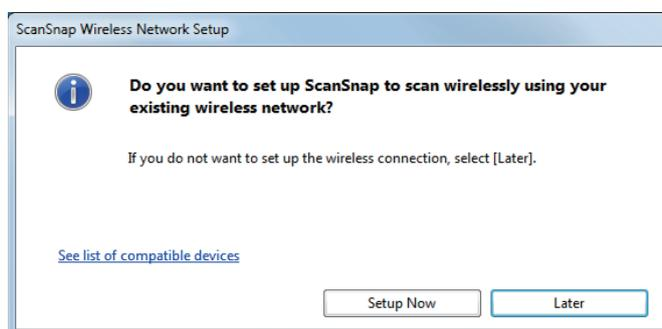 ScanSnap Wireless Network Setup
Do you want to set up ScanSnap to scan wirelessly using your
existing wireless network?
If you do not want to set up the wireless connection, select [Later].
See list of compatible devices
Setup Now
Later